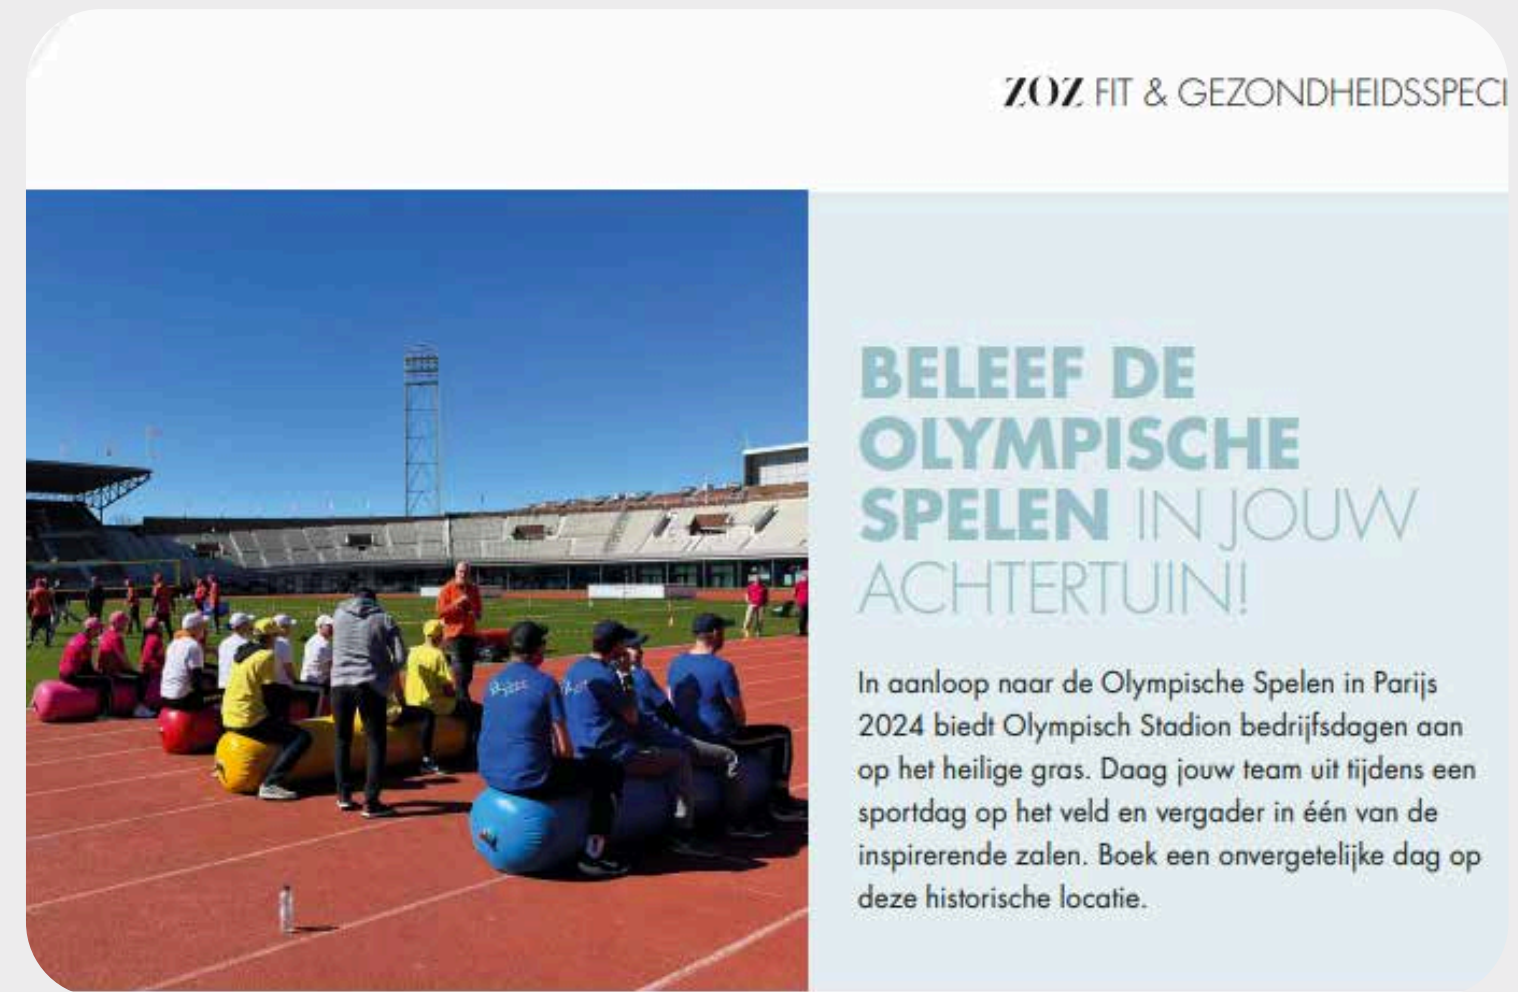 ZOZ FIT & GEZONDHEIDSSPECI
BELEEF DE
OLYMPISCHE
SPELEN IN JOUW
ACHTERTUIN!
In aanloop naar de Olympische Spelen in Parijs
2024 biedt Olympisch Stadion bedrijfsdagen aan
op het heilige gras. Daag jouw team uit tijdens een
sportdag op het veld en vergader in één van de
inspirerende zalen. Boek een onvergetelijke dag op
deze historische locatie.